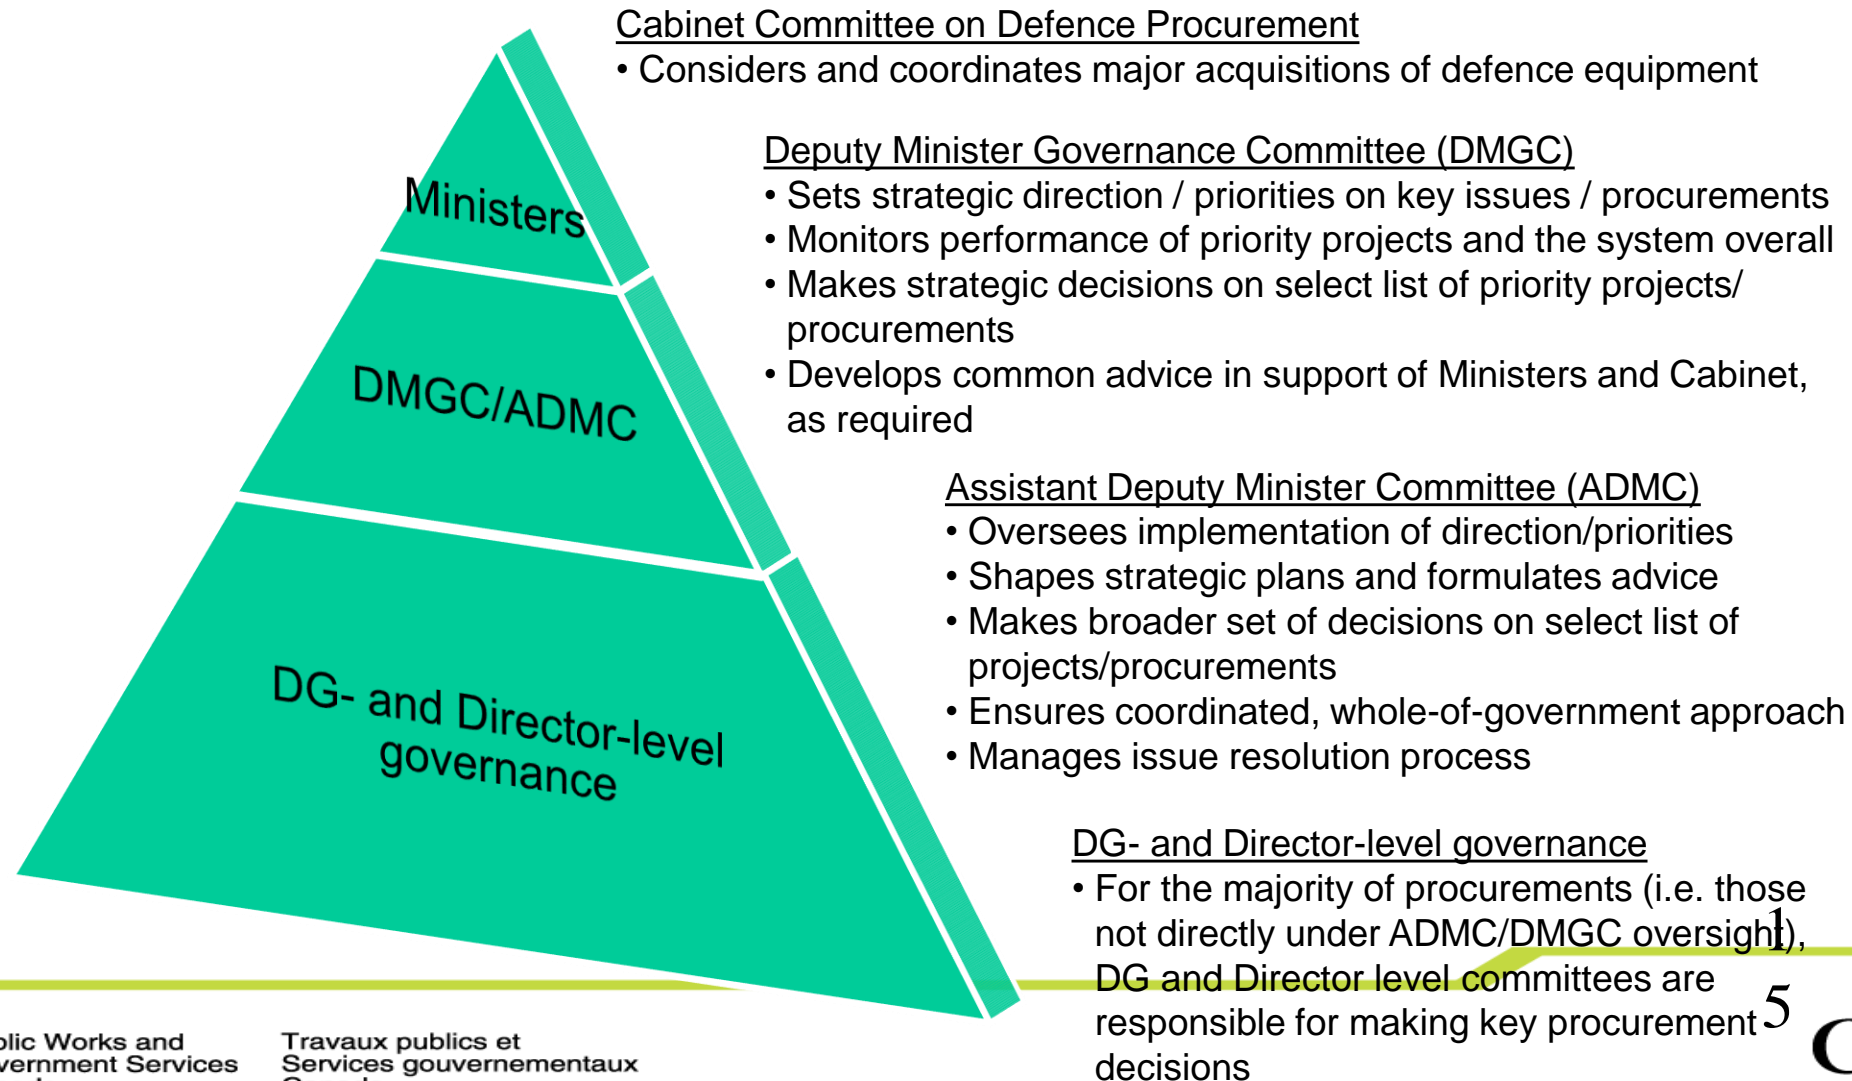 Cabinet Committee on Defence Procurement
• Considers and coordinates major acquisitions of defence equipment
Deputy Minister Governance Committee (DMGC)
• Sets strategic direction / priorities on key issues / procurements
• Monitors performance of priority projects and the system overall
• Makes strategic decisions on select list of priority projects/
procurements
• Develops common advice in support of Ministers and Cabinet,
as required
Assistant Deputy Minister Committee (ADMC)
• Oversees implementation of direction/priorities
• Shapes strategic plans and formulates advice
• Makes broader set of decisions on select list of
projects/procurements
• Ensures coordinated, whole-of-government approach
• Manages issue resolution process
DG- and Director-level governance
• For the majority of procurements (i.e. those
not directly under ADMC/DMGC oversight),
DG and Director level committees are
responsible for making key procurement
decisions
Ministers
DMGC/ADMC
DG- and Director-level
governance
1
5
Works and
Services
Travaux publics et
Services gouvernementaux